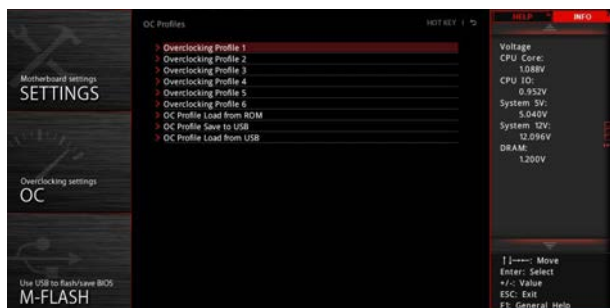 Motherboard settings
SETTINGS
Overclocking settings
OC
Use USB to flash/save BIOS
M-FLASH
OC Profiles
HOT KEY |
Overclocking Profile 1
Overclocking Profile 2
Overclocking Profile 3
Overclocking Profile 4
Overclocking Profile 5
Overclocking Profile 6
OC Profile Load from ROM
OC Profile Save to USB
OC Profile Load from USB
HELP
INFO
Voltage
CPU Core:
1.088V
CPU IO:
0.952V
System 5V:
5.040V
System 12V:
12.096V
DRAM:
1.200V
: Move
Enter: Select
+/-: Value
ESC: Exit
F1: General Help